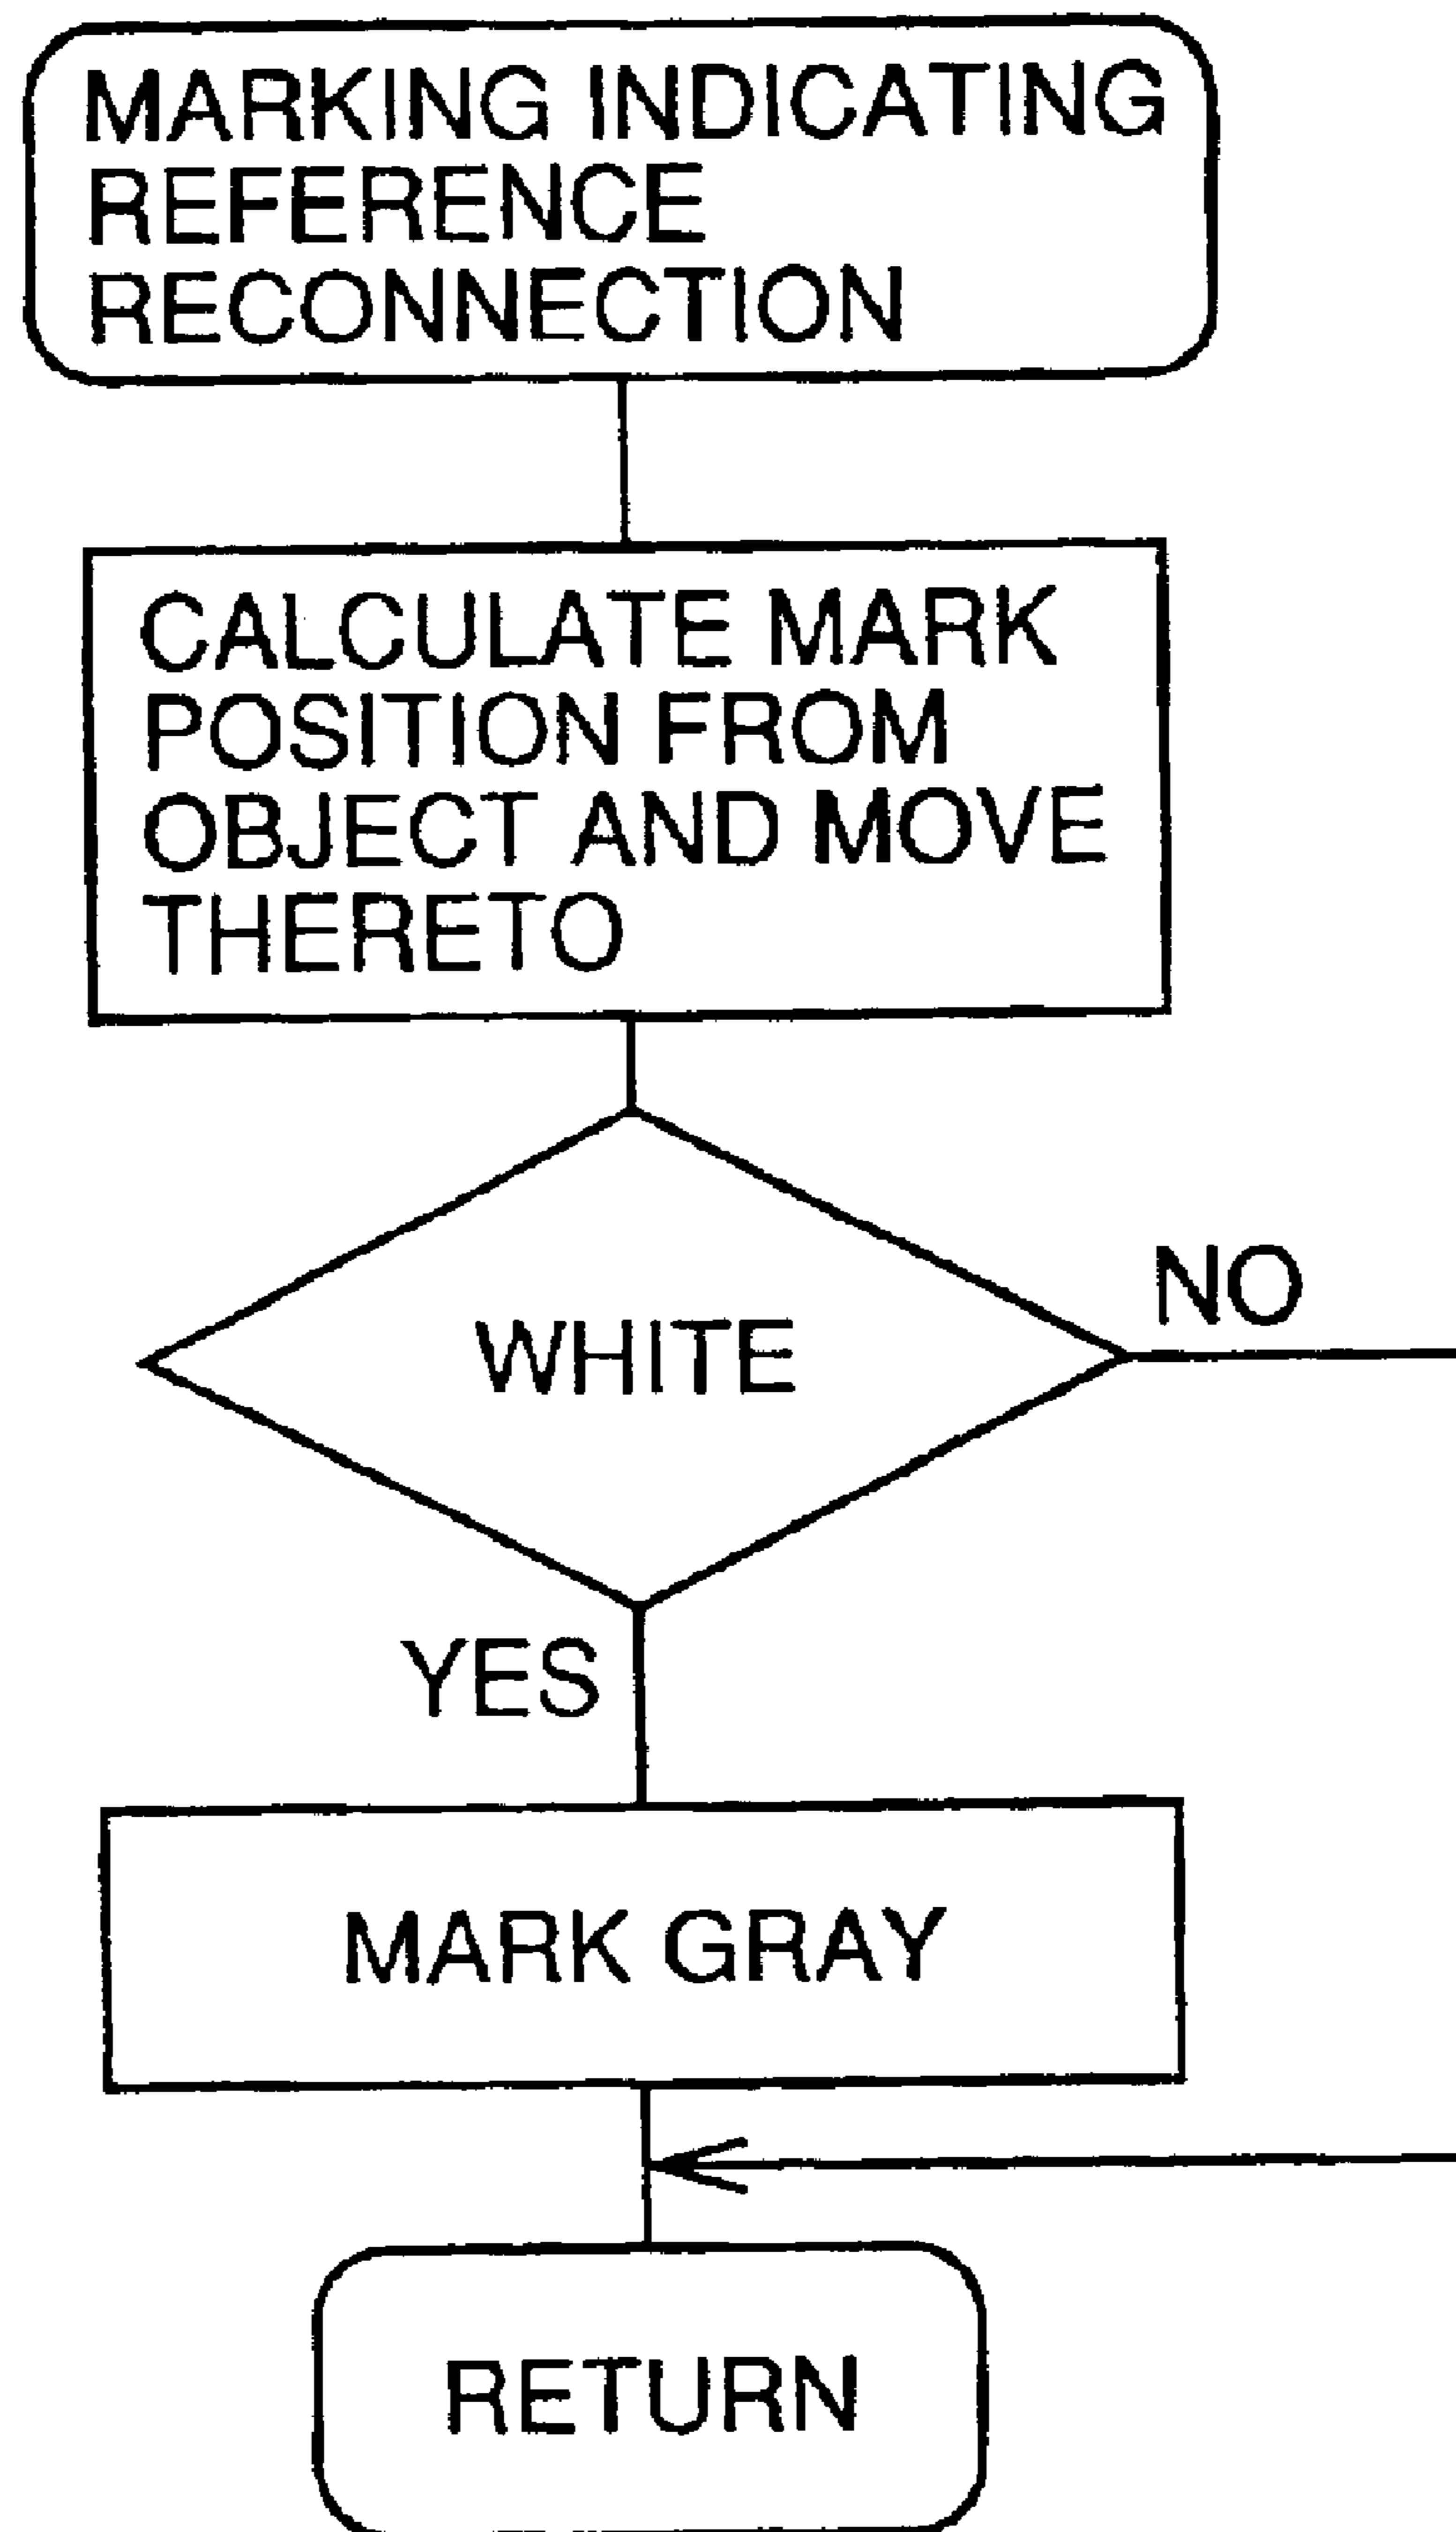 MARKING INDICATING
REFERENCE
RECONNECTION
CALCULATE MARK
POSITION FROM
OBJECT AND MOVE
THERETO
WHITE
NO
YES
MARK GRAY
RETURN